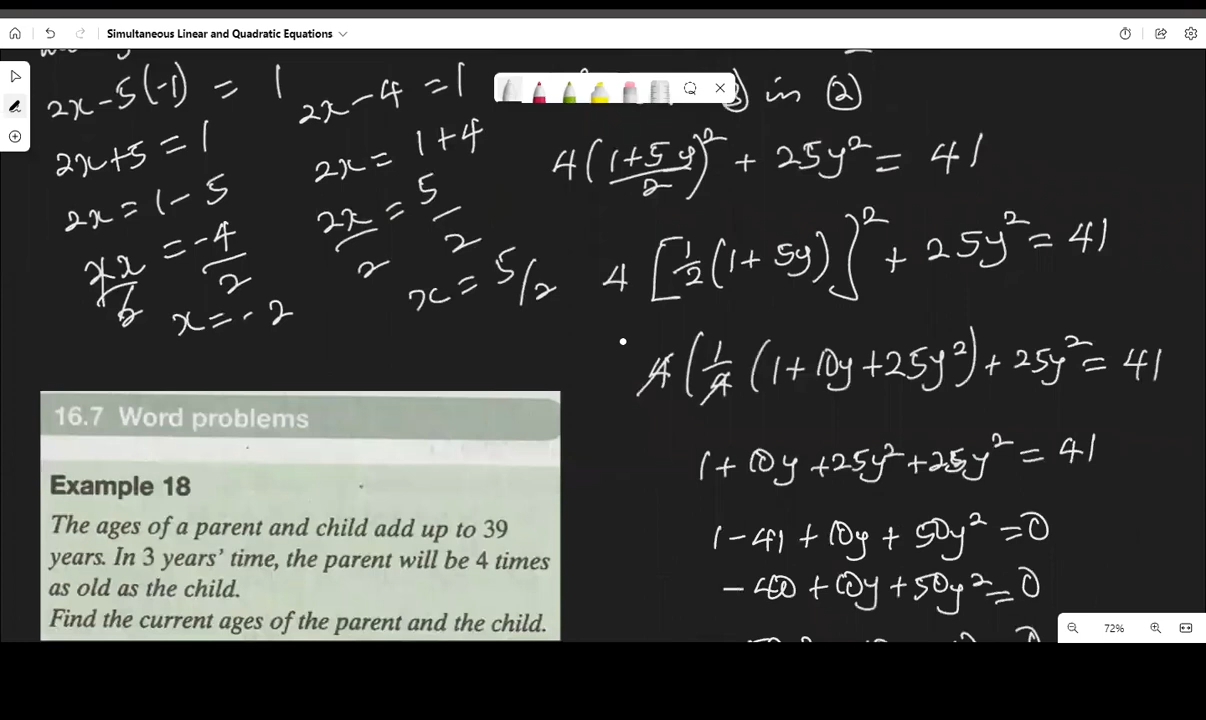 Simultaneous Linear and Quadratic Equations
2x-5(-1) = 1
2x+5 = 1
2x = 1-5
2x/2 = -4/2
x = -2
2x-4 = 1
2x = 1+4
2x/2 = 5/2
x = 5/2
in (2)
4((1+5y)/2)² + 25y² = 41
4[½(1+5y)]² + 25y² = 41
4(¼(1+10y+25y²)+25y² = 41
1+10y+25y²+25y² = 41
1-41+10y+50y² = 0
-40+10y+50y² = 0
16.7 Word problems
Example 18
The ages of a parent and child add up to 39
years. In 3 years' time, the parent will be 4 times
as old as the child.
Find the current ages of the parent and the child.
72%